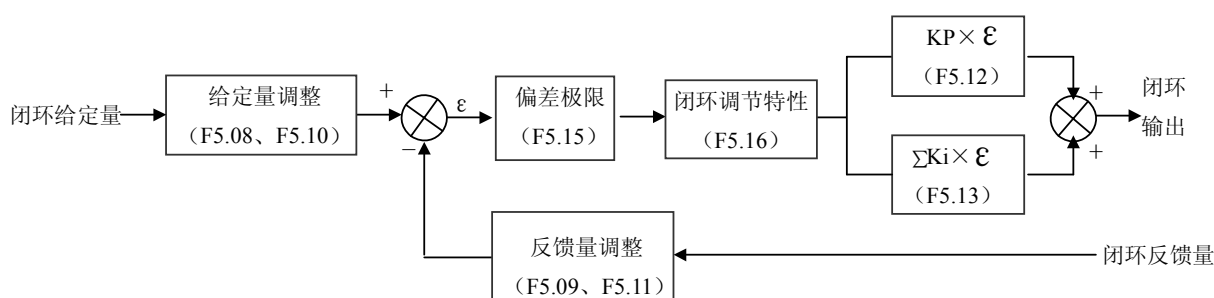 闭环给定量
给定量调整
（F5.08、F5.10）
+
−
ε
偏差极限
（F5.15）
闭环调节特性
（F5.16）
KP× ε
（F5.12）
∑Ki× ε
（F5.13）
+
+
闭环
输出
反馈量调整
（F5.09、F5.11）
闭环反馈量